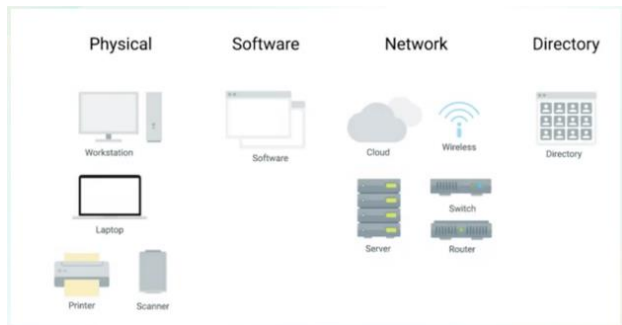 Physical
Software
Network
Directory
Workstation
Software
Cloud
Wireless
Directory
Laptop
Switch
Server
Router
Printer
Scanner